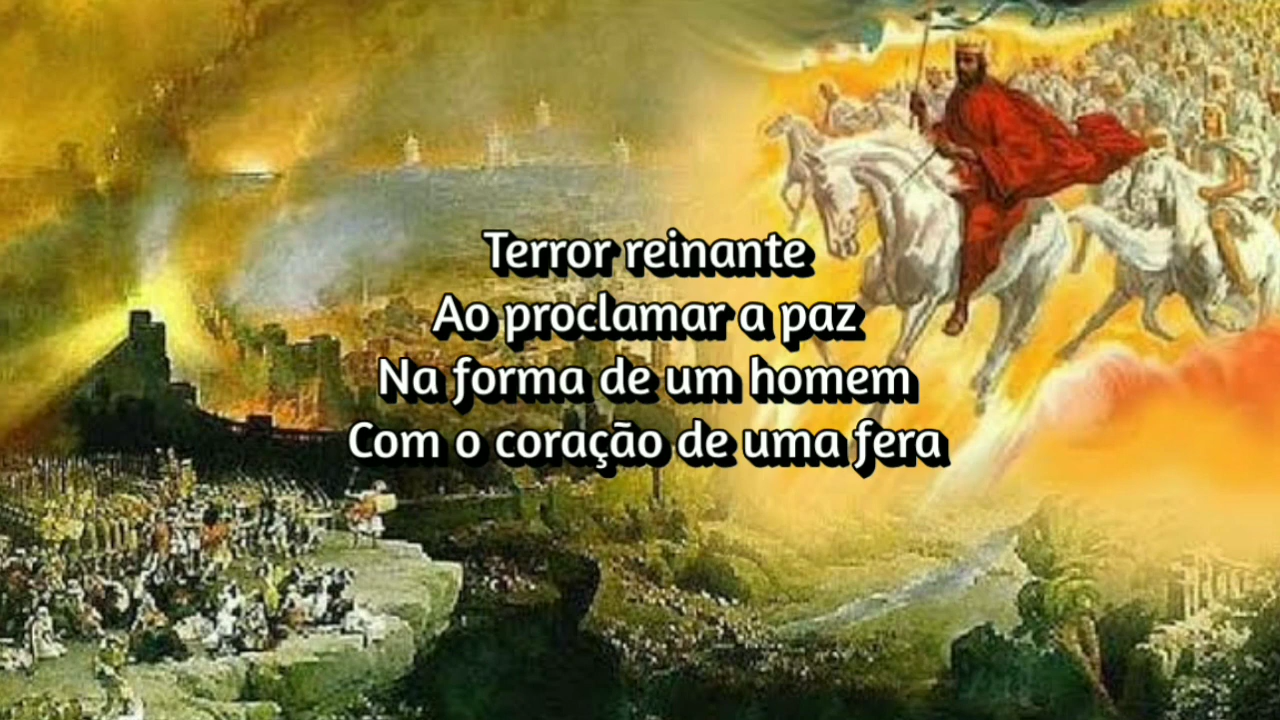 Terror reinante
Ao proclamar a paz
Na forma de um homem
Com o coração de uma fera